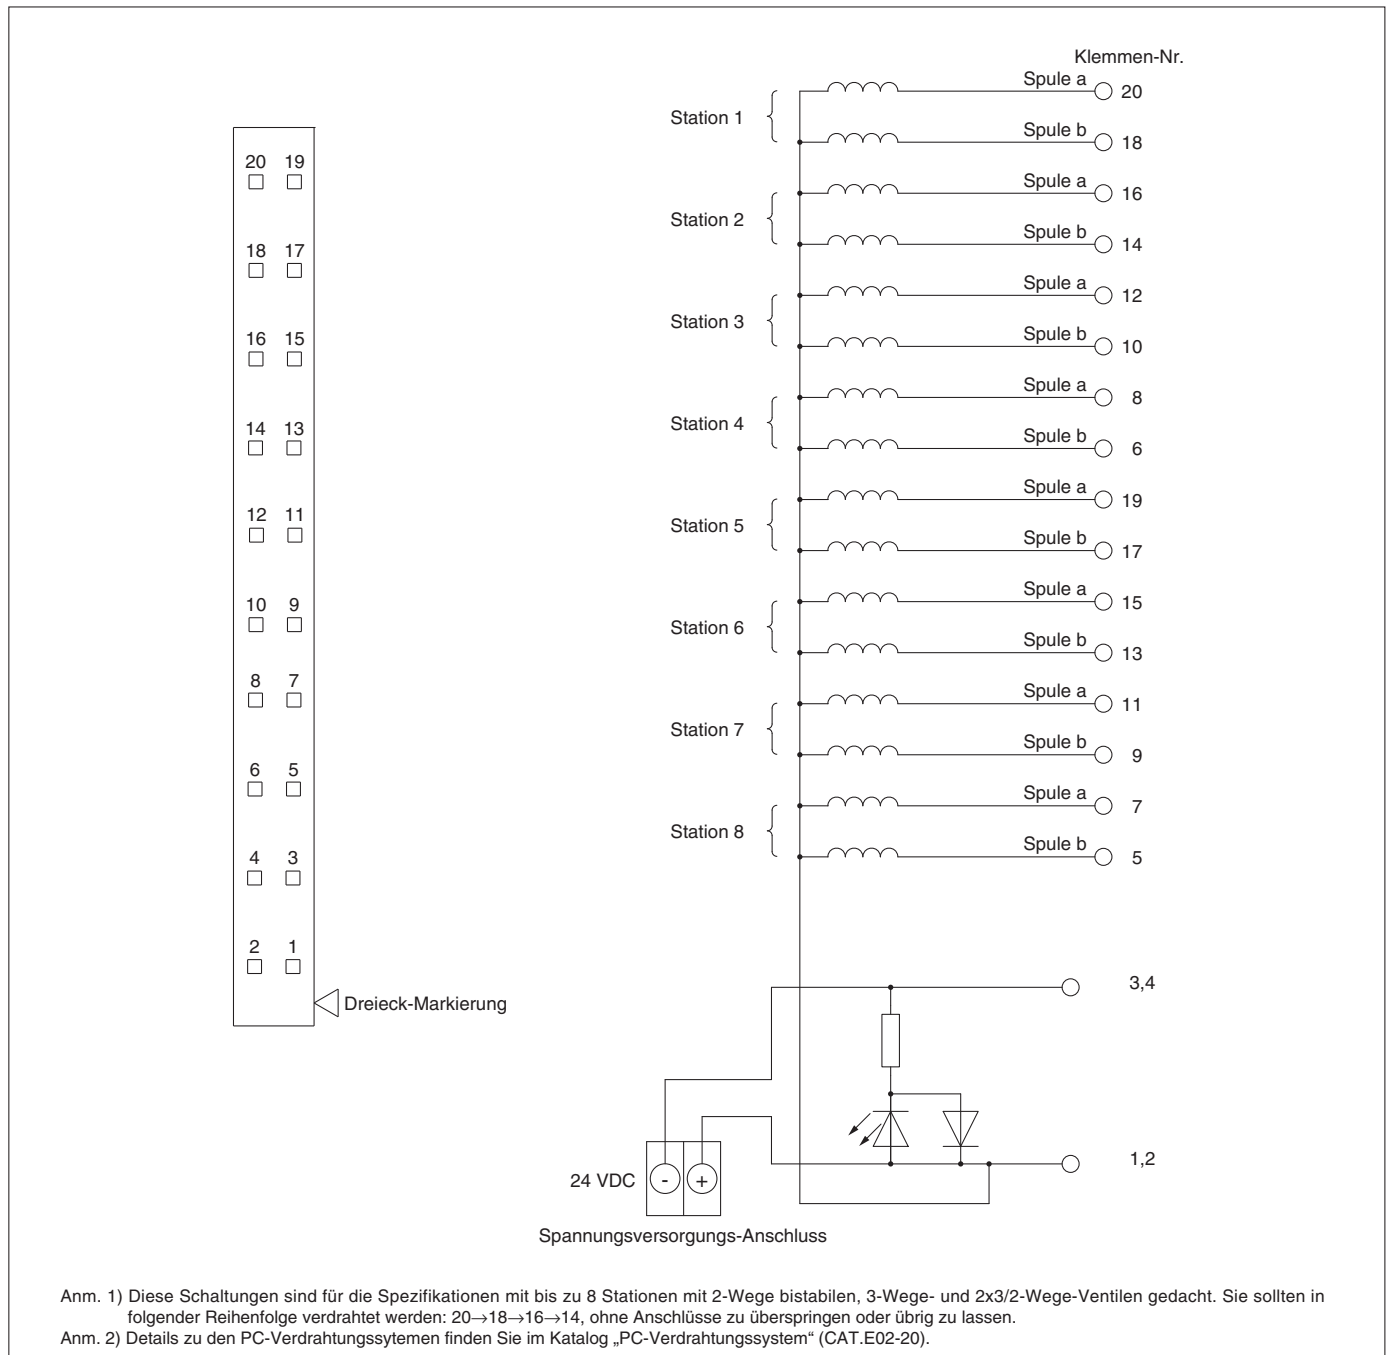 Klemmen-Nr.
20 19
18 17
16 15
14 13
12 11
10 9
8 7
6 5
4 3
2 1
Dreieck-Markierung
Station 1
Spule a 20
Spule b 18
Station 2
Spule a 16
Spule b 14
Station 3
Spule a 12
Spule b 10
Station 4
Spule a 8
Spule b 6
Station 5
Spule a 19
Spule b 17
Station 6
Spule a 15
Spule b 13
Station 7
Spule a 11
Spule b 9
Station 8
Spule a 7
Spule b 5
3,4
1,2
24 VDC - +
Spannungsversorgungs-Anschluss
Anm. 1) Diese Schaltungen sind für die Spezifikationen mit bis zu 8 Stationen mit 2-Wege bistabilen, 3-Wege- und 2x3/2-Wege-Ventilen gedacht. Sie sollten in
folgender Reihenfolge verdrahtet werden: 20→18→16→14, ohne Anschlüsse zu überspringen oder übrig zu lassen.
Anm. 2) Details zu den PC-Verdrahtungssytemen finden Sie im Katalog „PC-Verdrahtungssystem“ (CAT.E02-20).